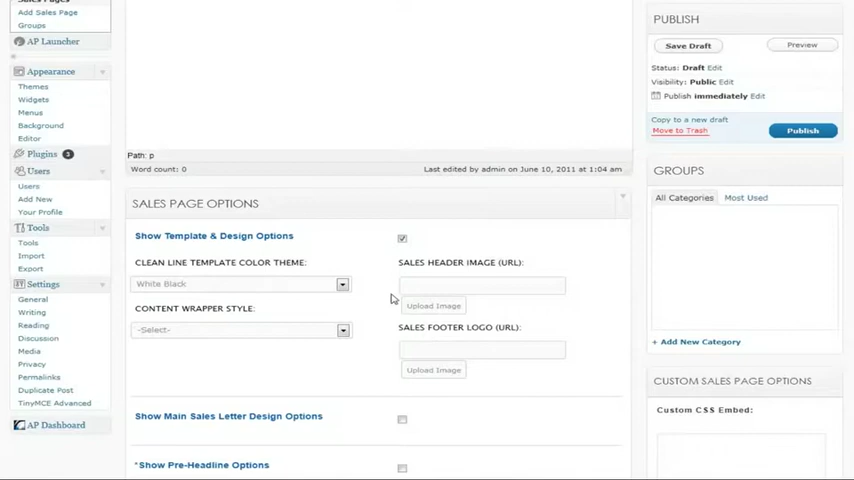 Sales Pages
Add Sales Page
Groups
AP Launcher
Appearance
Themes
Widgets
Menus
Background
Editor
Plugins 3
Users
Users
Add New
Your Profile
Tools
Tools
Import
Export
Settings
General
Writing
Reading
Discussion
Media
Privacy
Permalinks
Duplicate Post
TinyMCE Advanced
AP Dashboard
Path: p
Word count: 0 Last edited by admin on June 10, 2011 at 1:04 am
SALES PAGE OPTIONS
Show Template & Design Options
CLEAN LINE TEMPLATE COLOR THEME:
White Black
CONTENT WRAPPER STYLE:
-Select-
SALES HEADER IMAGE (URL):
Upload Image
SALES FOOTER LOGO (URL):
Upload Image
Show Main Sales Letter Design Options
*Show Pre-Headline Options
PUBLISH
Save Draft Preview
Status: Draft Edit
Visibility: Public Edit
Publish immediately Edit
Copy to a new draft
Move to Trash
Publish
GROUPS
All Categories Most Used
+ Add New Category
CUSTOM SALES PAGE OPTIONS
Custom CSS Embed: